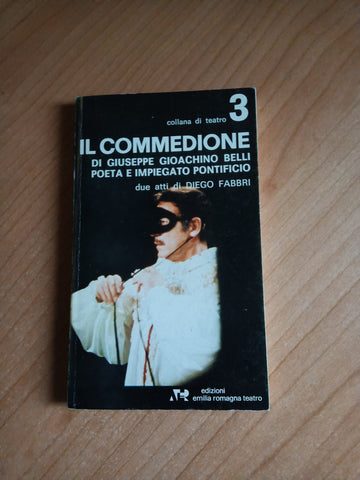 collana di teatro 3
IL COMMEDIONE
DI GIUSEPPE GIOACHINO BELLI
POETA E IMPIEGATO PONTIFICIO
due atti di DIEGO FABBRI
edizioni
emilia romagna teatro